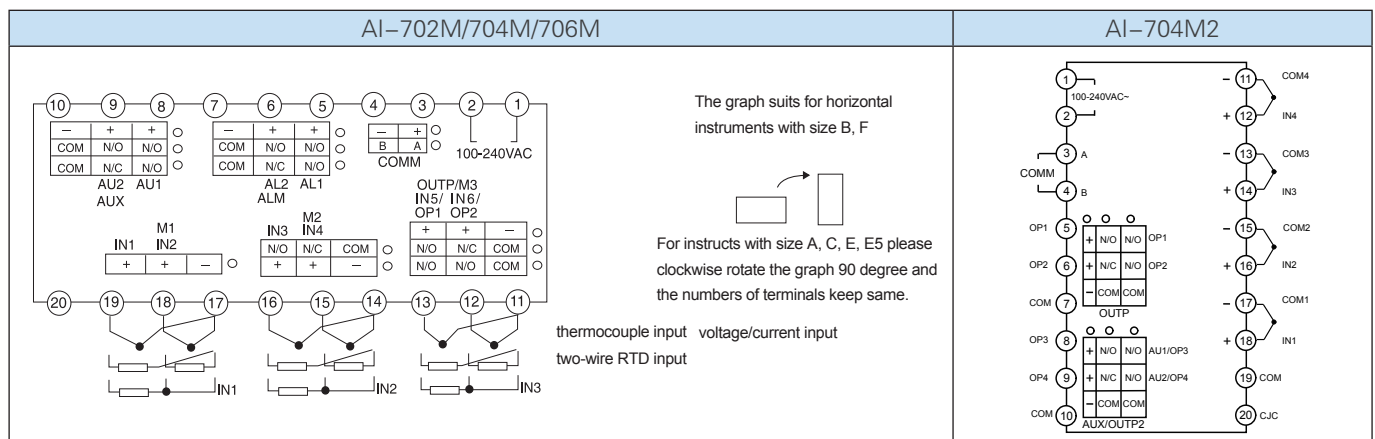 AI-702M/704M/706M
AI-704M2
10 9 8 7 6 5 4 3 2 1
− + +
COM N/O N/O
COM N/C N/O
AU2 AU1
AUX
− + +
COM N/O N/O
COM N/C N/O
AL2 AL1
ALM
− +
B A
COMM
100-240VAC
M1
IN1 IN2
+ + −
M2
IN3 IN4
N/O N/C COM
+ + −
OUTP/M3
IN5/ IN6/
OP1 OP2
+ + −
N/O N/C COM
N/O N/O COM
20 19 18 17 16 15 14 13 12 11
IN1
IN2
IN3
The graph suits for horizontal
instruments with size B, F
For instructs with size A, C, E, E5 please
clockwise rotate the graph 90 degree and
the numbers of terminals keep same.
thermocouple input voltage/current input
two-wire RTD input
1
100-240VAC~
2
3 A
COMM
4 B
OP1 5 + N/O N/O OP1
OP2 6 + N/C N/O OP2
COM 7 − COM COM
OUTP
OP3 8 + N/O N/O AU1/OP3
OP4 9 + N/C N/O AU2/OP4
COM 10 − COM COM
AUX/OUTP2
− 11 COM4
+ 12 IN4
− 13 COM3
+ 14 IN3
− 15 COM2
+ 16 IN2
− 17 COM1
+ 18 IN1
19 COM
20 CJC